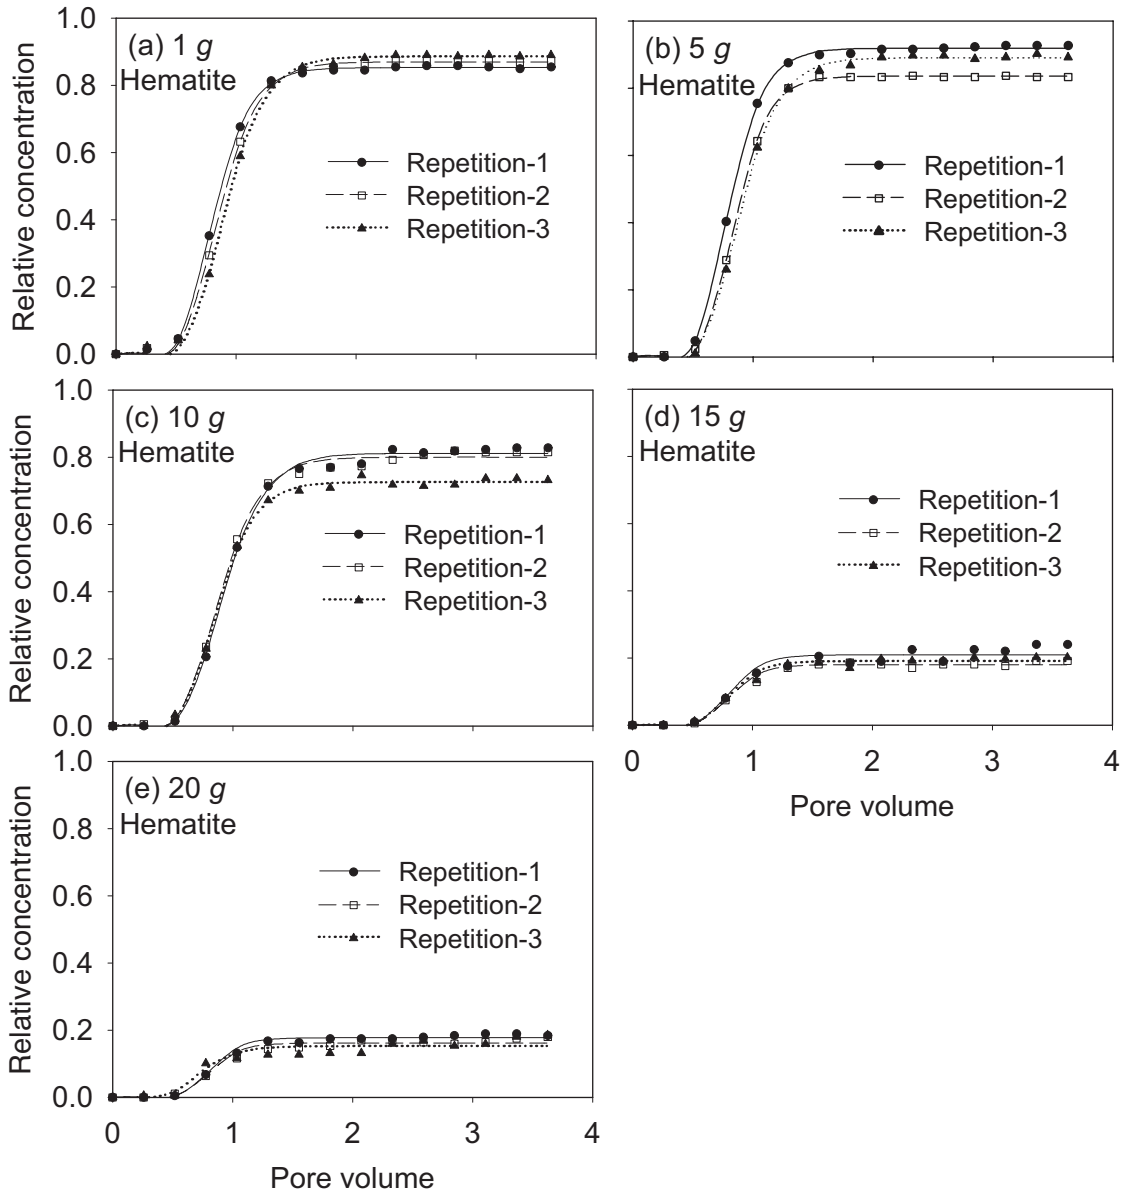 (a) 1 g
Hematite
Relative concentration
1.0
0.8
0.6
0.4
0.2
0.0
Repetition-1
Repetition-2
Repetition-3
(b) 5 g
Hematite
Repetition-1
Repetition-2
Repetition-3
(c) 10 g
Hematite
Relative concentration
1.0
0.8
0.6
0.4
0.2
0.0
Repetition-1
Repetition-2
Repetition-3
(d) 15 g
Hematite
Repetition-1
Repetition-2
Repetition-3
0 1 2 3 4
Pore volume
(e) 20 g
Hematite
Relative concentration
1.0
0.8
0.6
0.4
0.2
0.0
Repetition-1
Repetition-2
Repetition-3
0 1 2 3 4
Pore volume